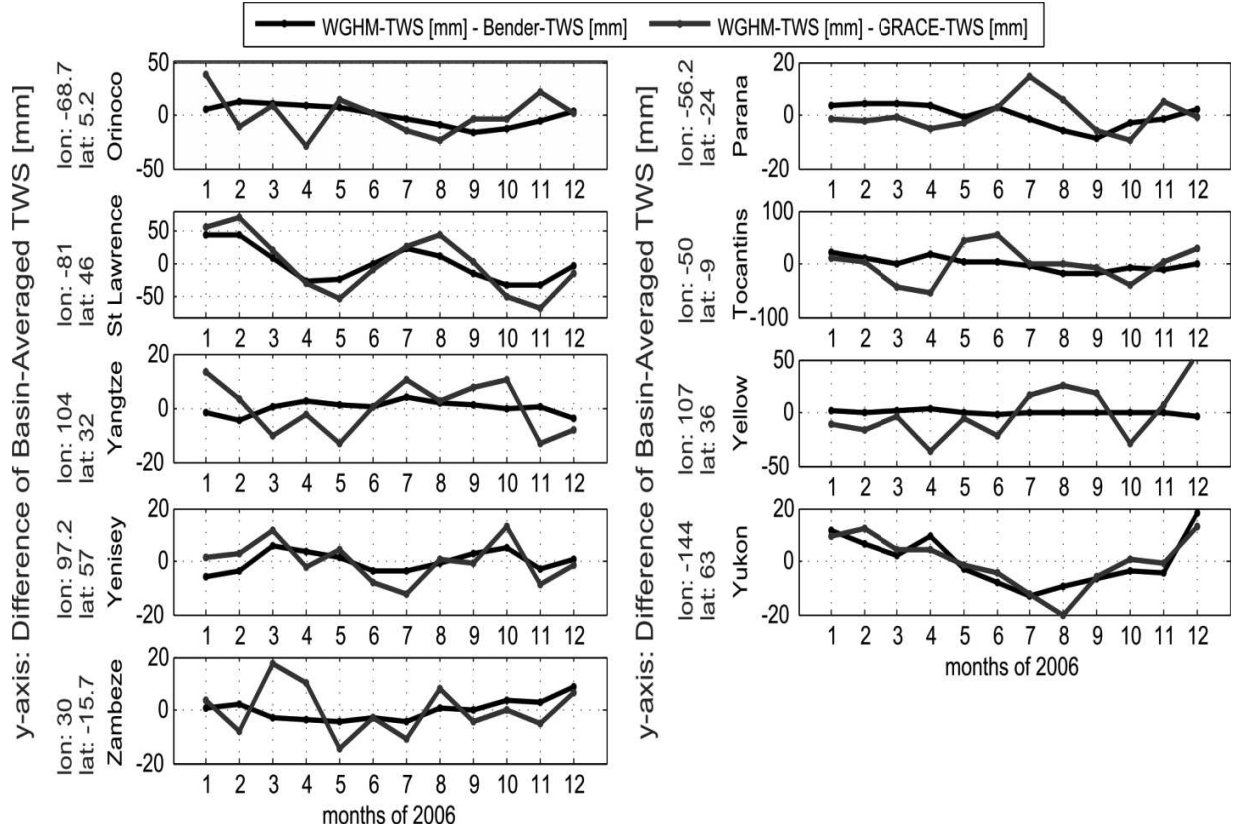 WGHM-TWS [mm] - Bender-TWS [mm] WGHM-TWS [mm] - GRACE-TWS [mm]
y-axis: Difference of Basin-Averaged TWS [mm]
lon: -68.7
lat: 5.2
Orinoco
50
0
-50
1 2 3 4 5 6 7 8 9 10 11 12
lon: -81
lat: 46
St Lawrence
50
0
-50
1 2 3 4 5 6 7 8 9 10 11 12
lon: 104
lat: 32
Yangtze
20
0
-20
1 2 3 4 5 6 7 8 9 10 11 12
lon: 97.2
lat: 57
Yenisey
20
0
-20
1 2 3 4 5 6 7 8 9 10 11 12
lon: 30
lat: -15.7
Zambeze
20
0
-20
1 2 3 4 5 6 7 8 9 10 11 12
months of 2006
y-axis: Difference of Basin-Averaged TWS [mm]
lon: -56.2
lat: -24
Parana
20
0
-20
1 2 3 4 5 6 7 8 9 10 11 12
lon: -50
lat: -9
Tocantins
100
0
-100
1 2 3 4 5 6 7 8 9 10 11 12
lon: 107
lat: 36
Yellow
50
0
-50
1 2 3 4 5 6 7 8 9 10 11 12
lon: -144
lat: 63
Yukon
20
0
-20
1 2 3 4 5 6 7 8 9 10 11 12
months of 2006